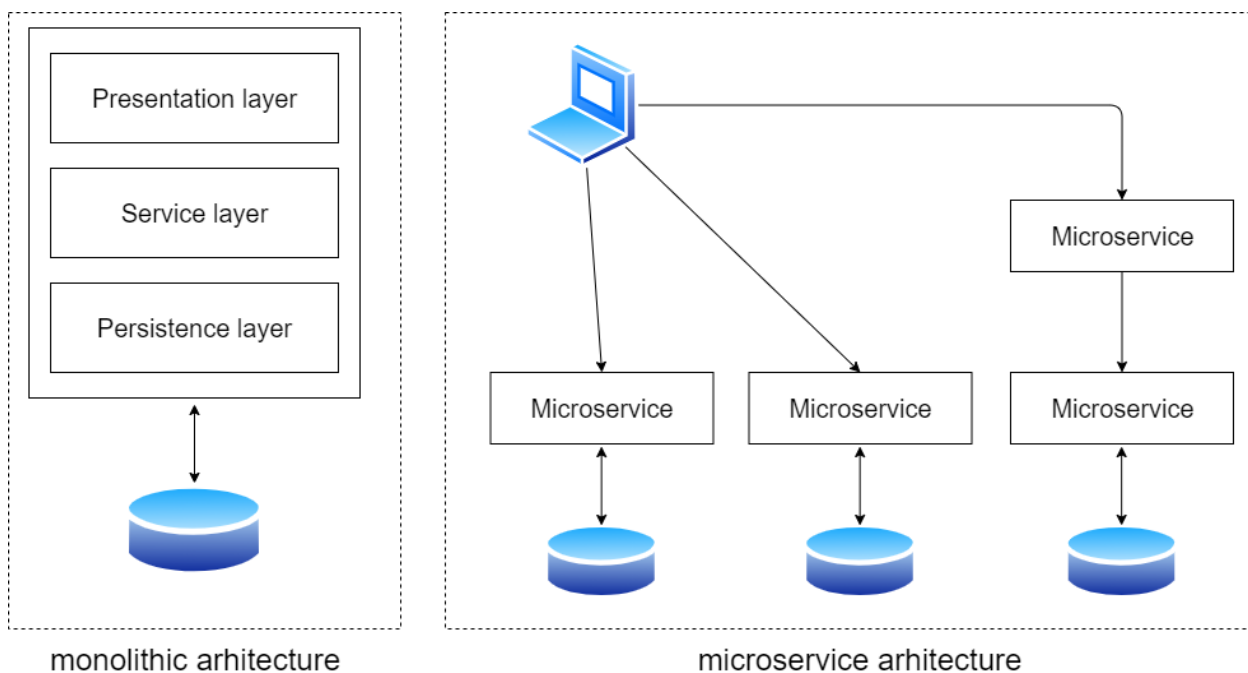 Presentation layer
Service layer
Persistence layer
monolithic arhitecture
Microservice
Microservice
Microservice
Microservice
microservice arhitecture